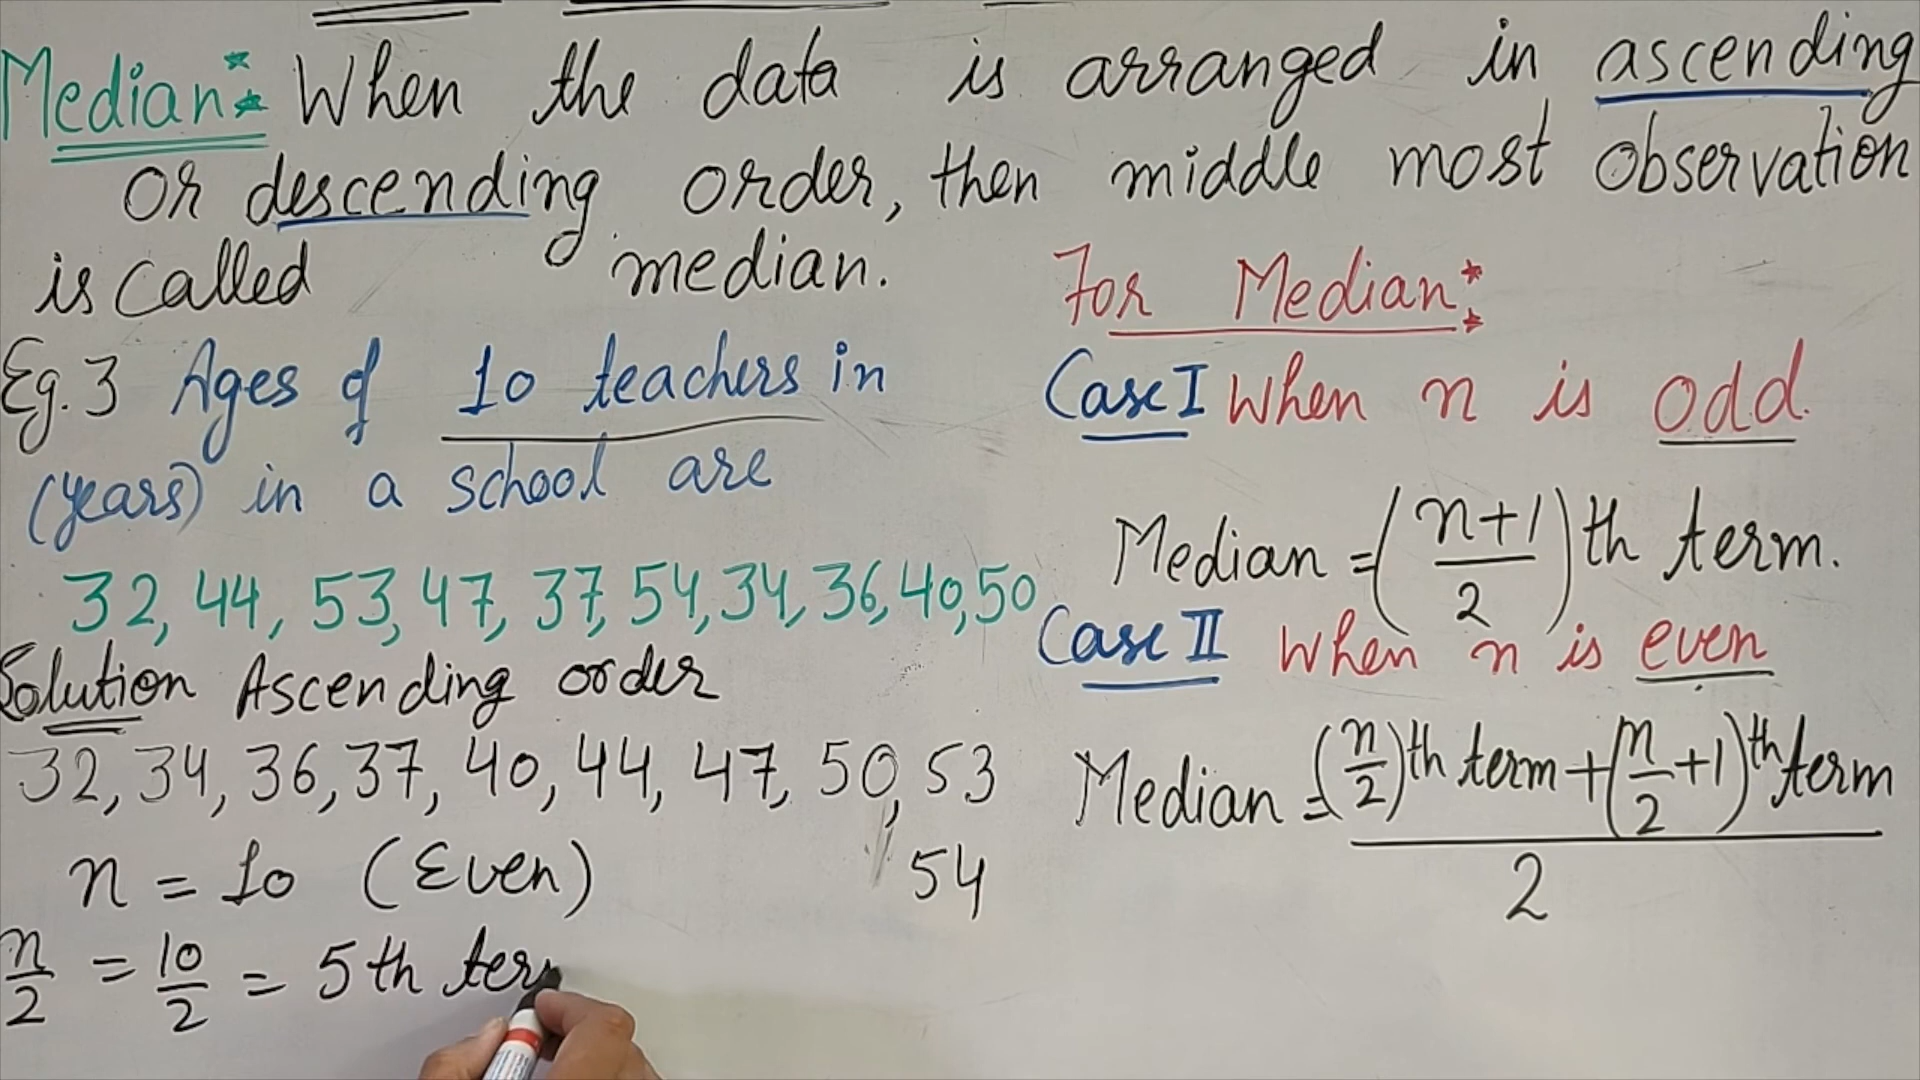 Median: When the data is arranged in ascending
or descending order, then middle most observation
is called median.
Eg.3 Ages of 10 teachers in
(years) in a school are
32, 44, 53, 47, 37, 54, 34, 36, 40, 50
Solution Ascending order
32, 34, 36, 37, 40, 44, 47, 50, 53
54
n = 10 (Even)
n/2 = 10/2 = 5th term
For Median:
Case I When n is odd.
Median = (n+1/2)th term.
Case II When n is even
Median = (n/2)th term + (n/2+1)th term
2